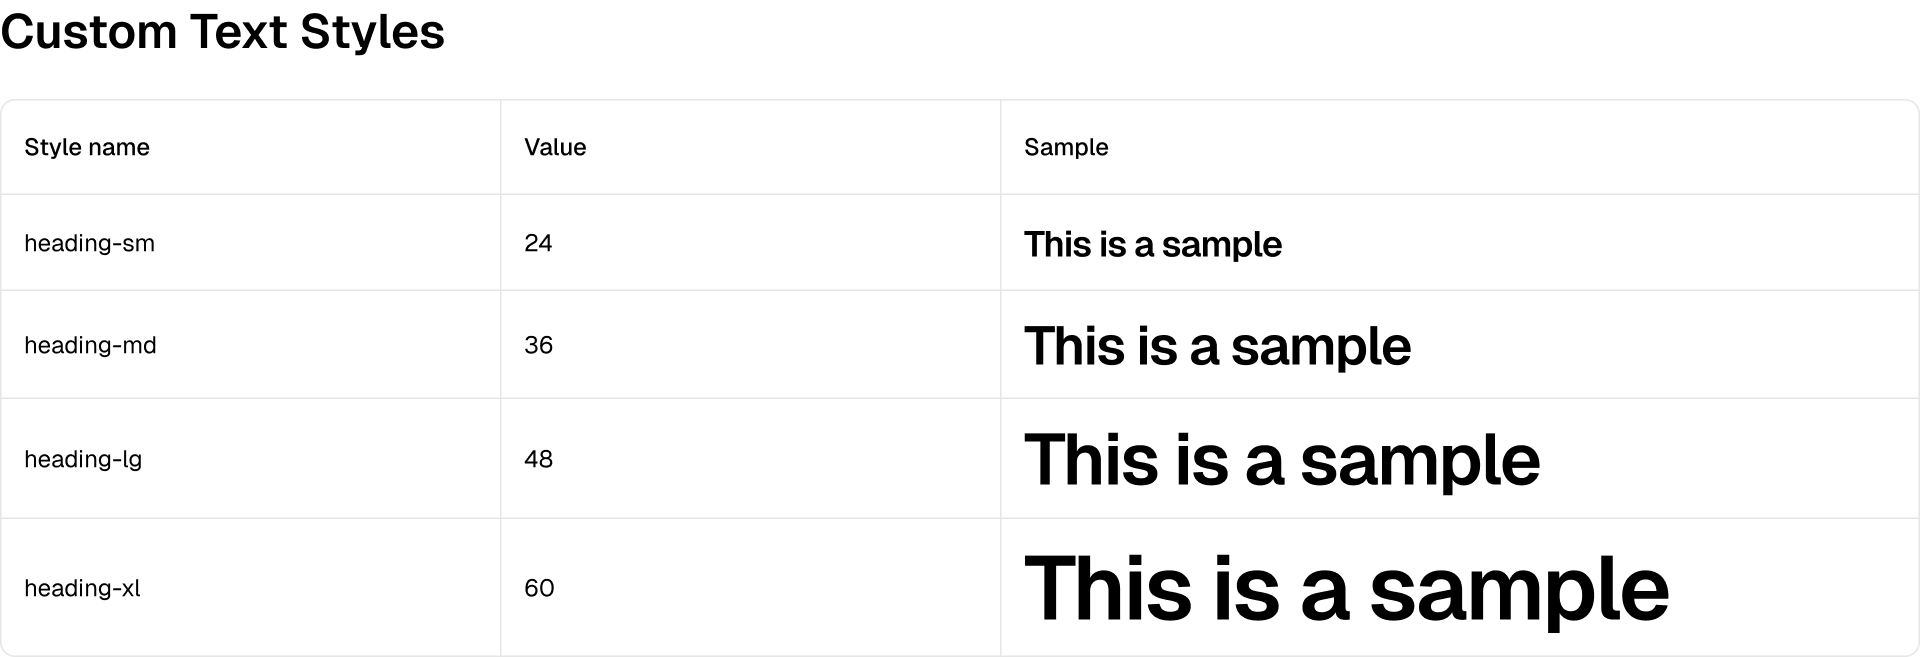 Custom Text Styles
Style name Value Sample
heading-sm 24 This is a sample
heading-md 36 This is a sample
heading-lg 48 This is a sample
heading-xl 60 This is a sample